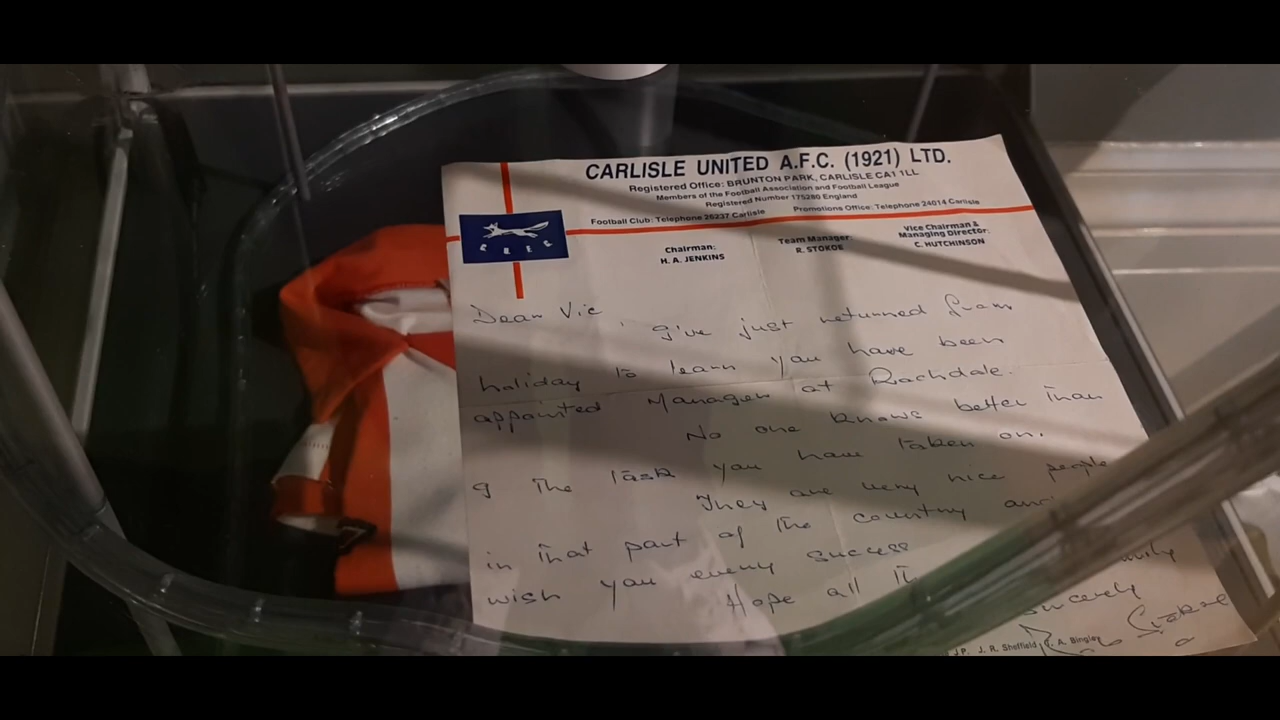 CARLISLE UNITED A.F.C. (1921) LTD.
Registered Office: BRUNTON PARK, CARLISLE CA1 1LL
Members of the Football Association and Football League
Registered Number 175280 England
Football Club: Telephone 26237 Carlisle Promotions Office: Telephone 24014 Carlisle
Chairman:
H. A. JENKINS
Team Manager:
R. STOKOE
Vice Chairman &
Managing Director:
C. HUTCHINSON
Dear Vic,
I've just returned from
holiday to learn you have been
appointed Manager at Rochdale.
No one knows better than
I the task you have taken on.
They are very nice people
in that part of the country and
wish you every success
Hope all
Sincerely
Bob Stokoe
J.P. J. R. Sheffield, A. Bingley